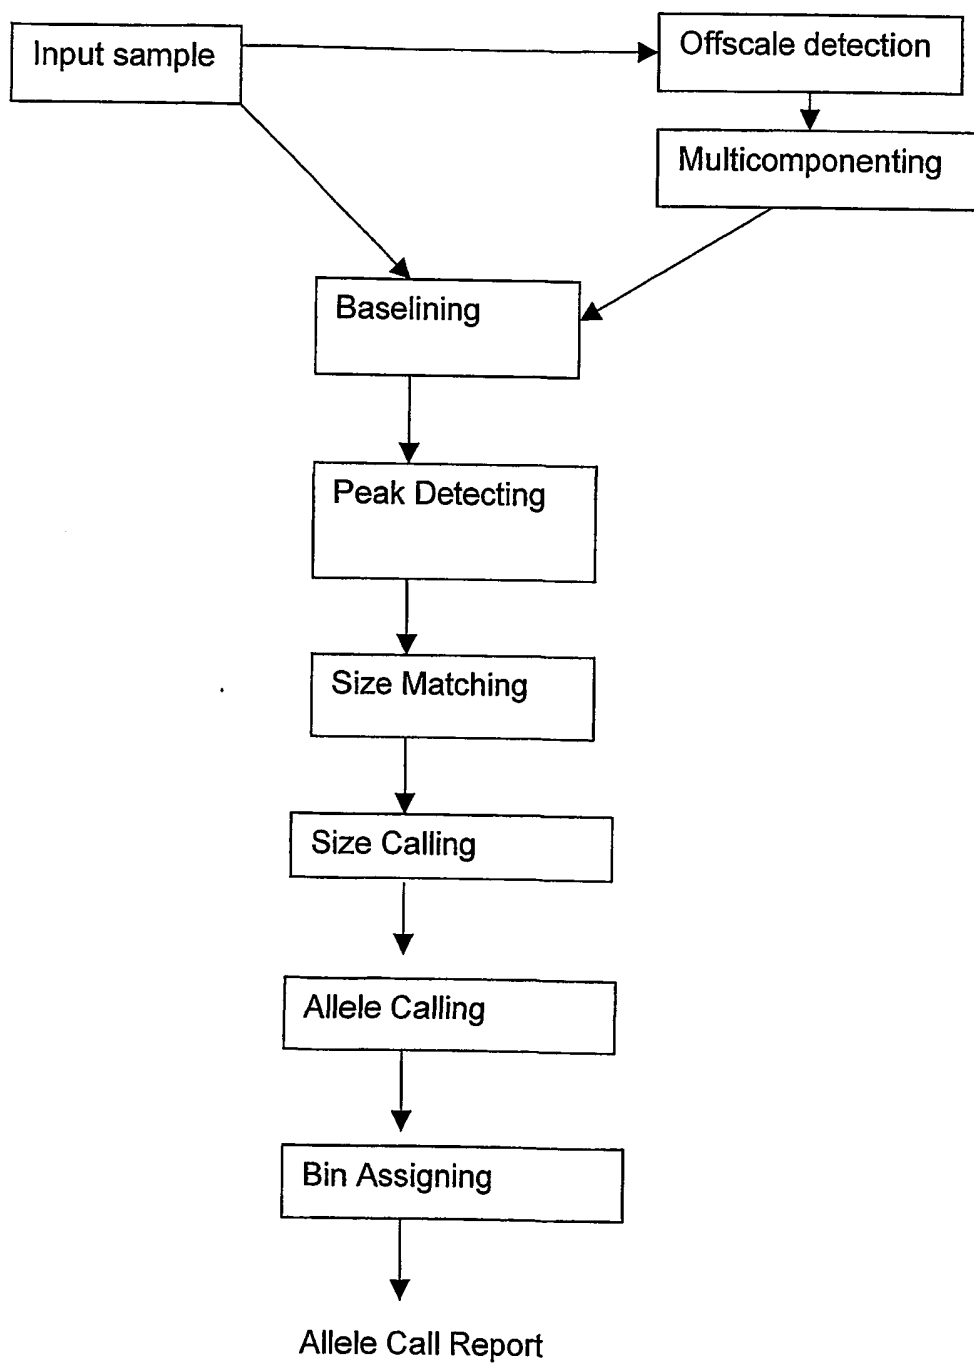 Input sample
Offscale detection
Multicomponenting
Baselining
Peak Detecting
Size Matching
Size Calling
Allele Calling
Bin Assigning
Allele Call Report